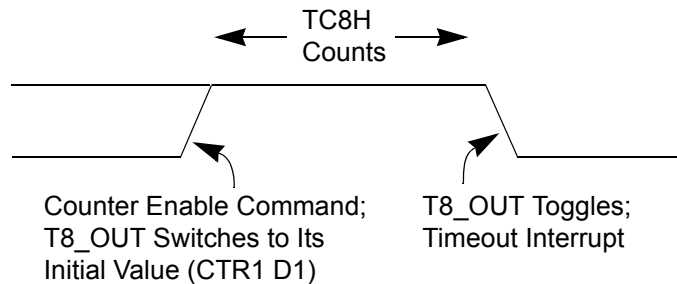 TC8H
Counts
Counter Enable Command;
T8_OUT Switches to Its
Initial Value (CTR1 D1)
T8_OUT Toggles;
Timeout Interrupt